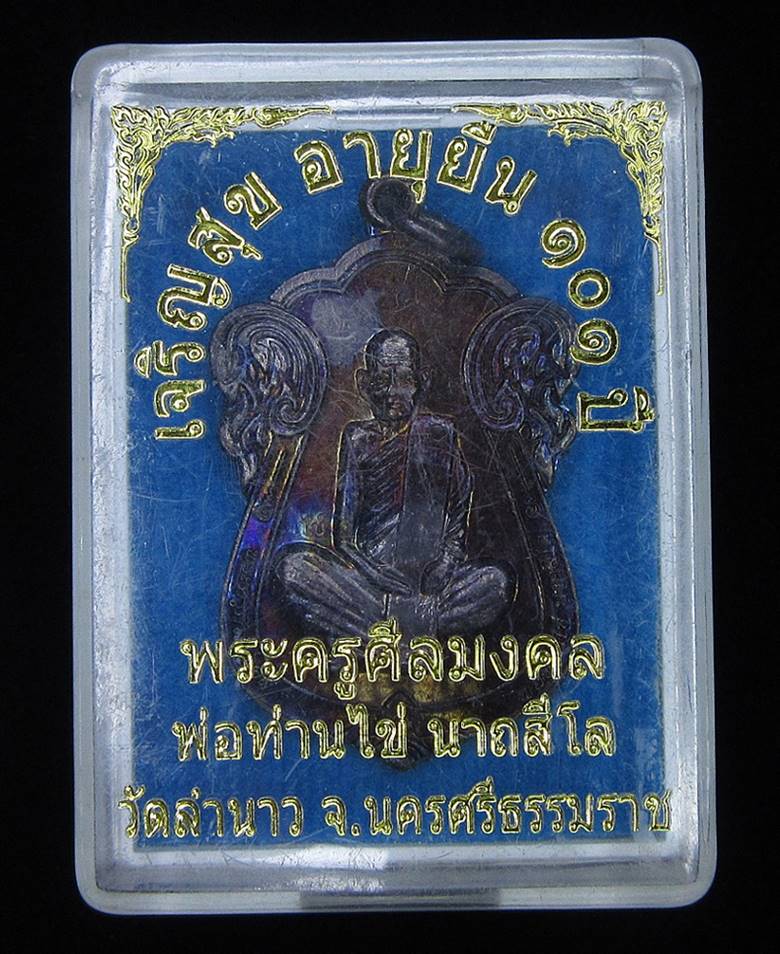 เจริญสุข อายุยืน ๑๐๑ ปี
พระครูศีลมงคล
พ่อท่านไข่ นาถสีโล
วัดลำนาว จ.นครศรีธรรมราช